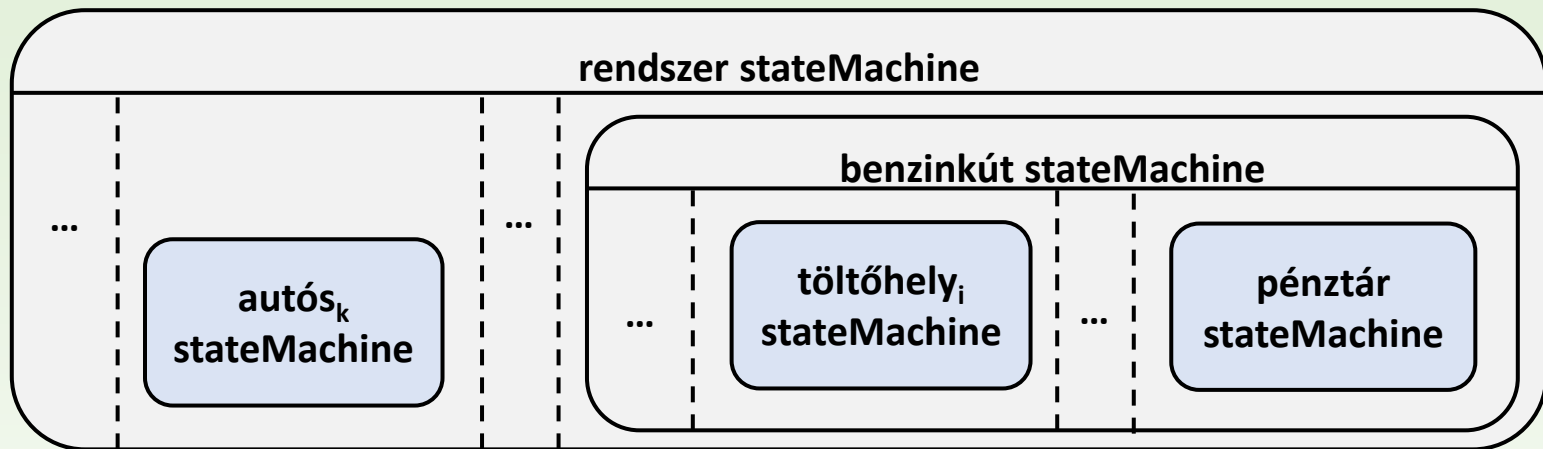 rendszer stateMachine
benzinkút stateMachine
...
...
autósk
stateMachine
...
töltőhelyi
stateMachine
...
pénztár
stateMachine